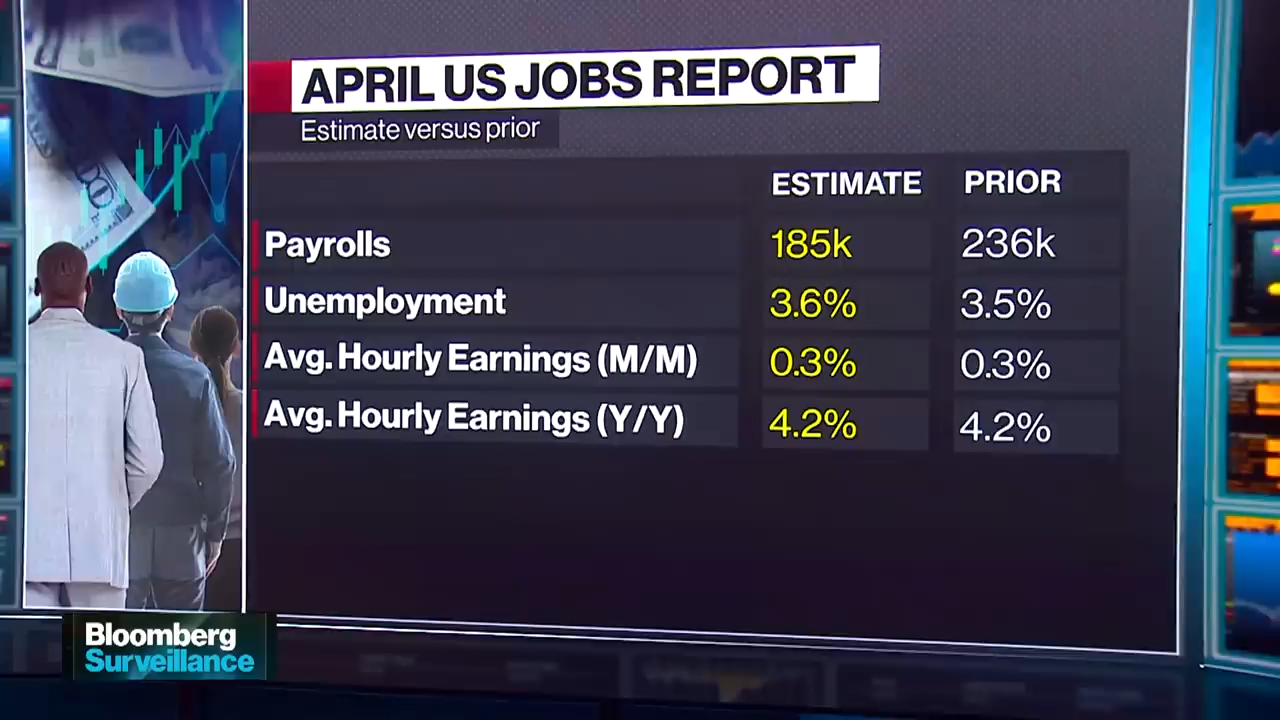 APRIL US JOBS REPORT
Estimate versus prior
ESTIMATE PRIOR
Payrolls 185k 236k
Unemployment 3.6% 3.5%
Avg. Hourly Earnings (M/M) 0.3% 0.3%
Avg. Hourly Earnings (Y/Y) 4.2% 4.2%
Bloomberg
Surveillance